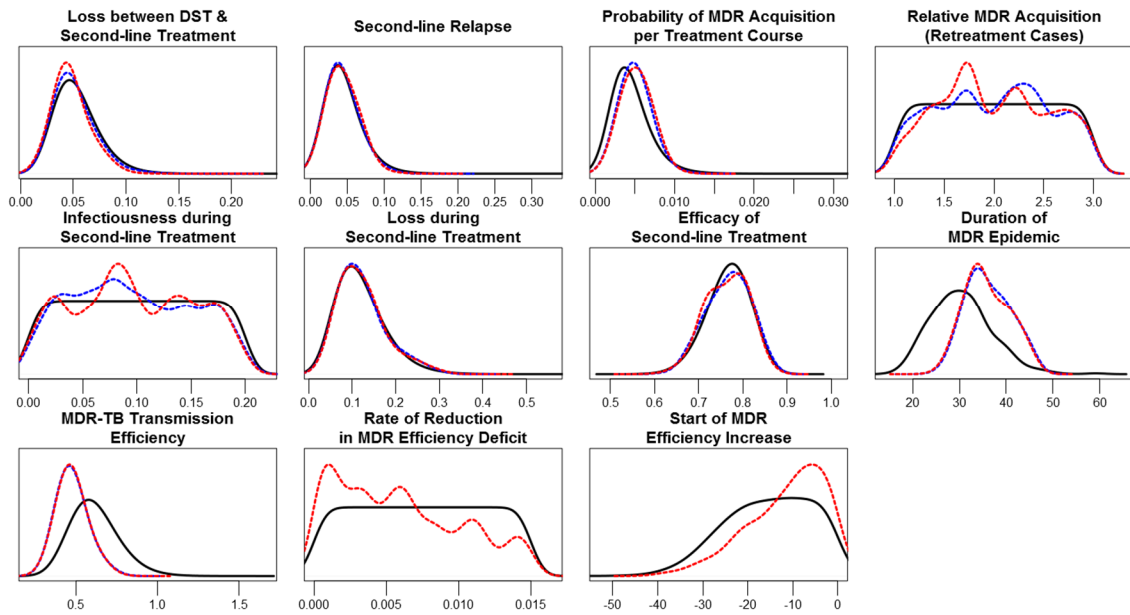 Loss between DST &
Second-line Treatment
Second-line Relapse
Probability of MDR Acquisition
per Treatment Course
Relative MDR Acquisition
(Retreatment Cases)
0.00 0.05 0.10 0.15 0.20
0.00 0.05 0.10 0.15 0.20 0.30
0.000 0.010 0.020 0.030
1.0 1.5 2.0 2.5 3.0
Infectiousness during
Second-line Treatment
Loss during
Second-line Treatment
Efficacy of
Second-line Treatment
Duration of
MDR Epidemic
0.00 0.05 0.10 0.15 0.20
0.0 0.1 0.2 0.3 0.4 0.5
0.5 0.6 0.7 0.8 0.9 1.0
20 30 40 50 60
MDR-TB Transmission
Efficiency
Rate of Reduction
in MDR Efficiency Deficit
Start of MDR
Efficiency Increase
0.5 1.0 1.5
0.000 0.005 0.010 0.015
-50 -40 -30 -20 -10 0